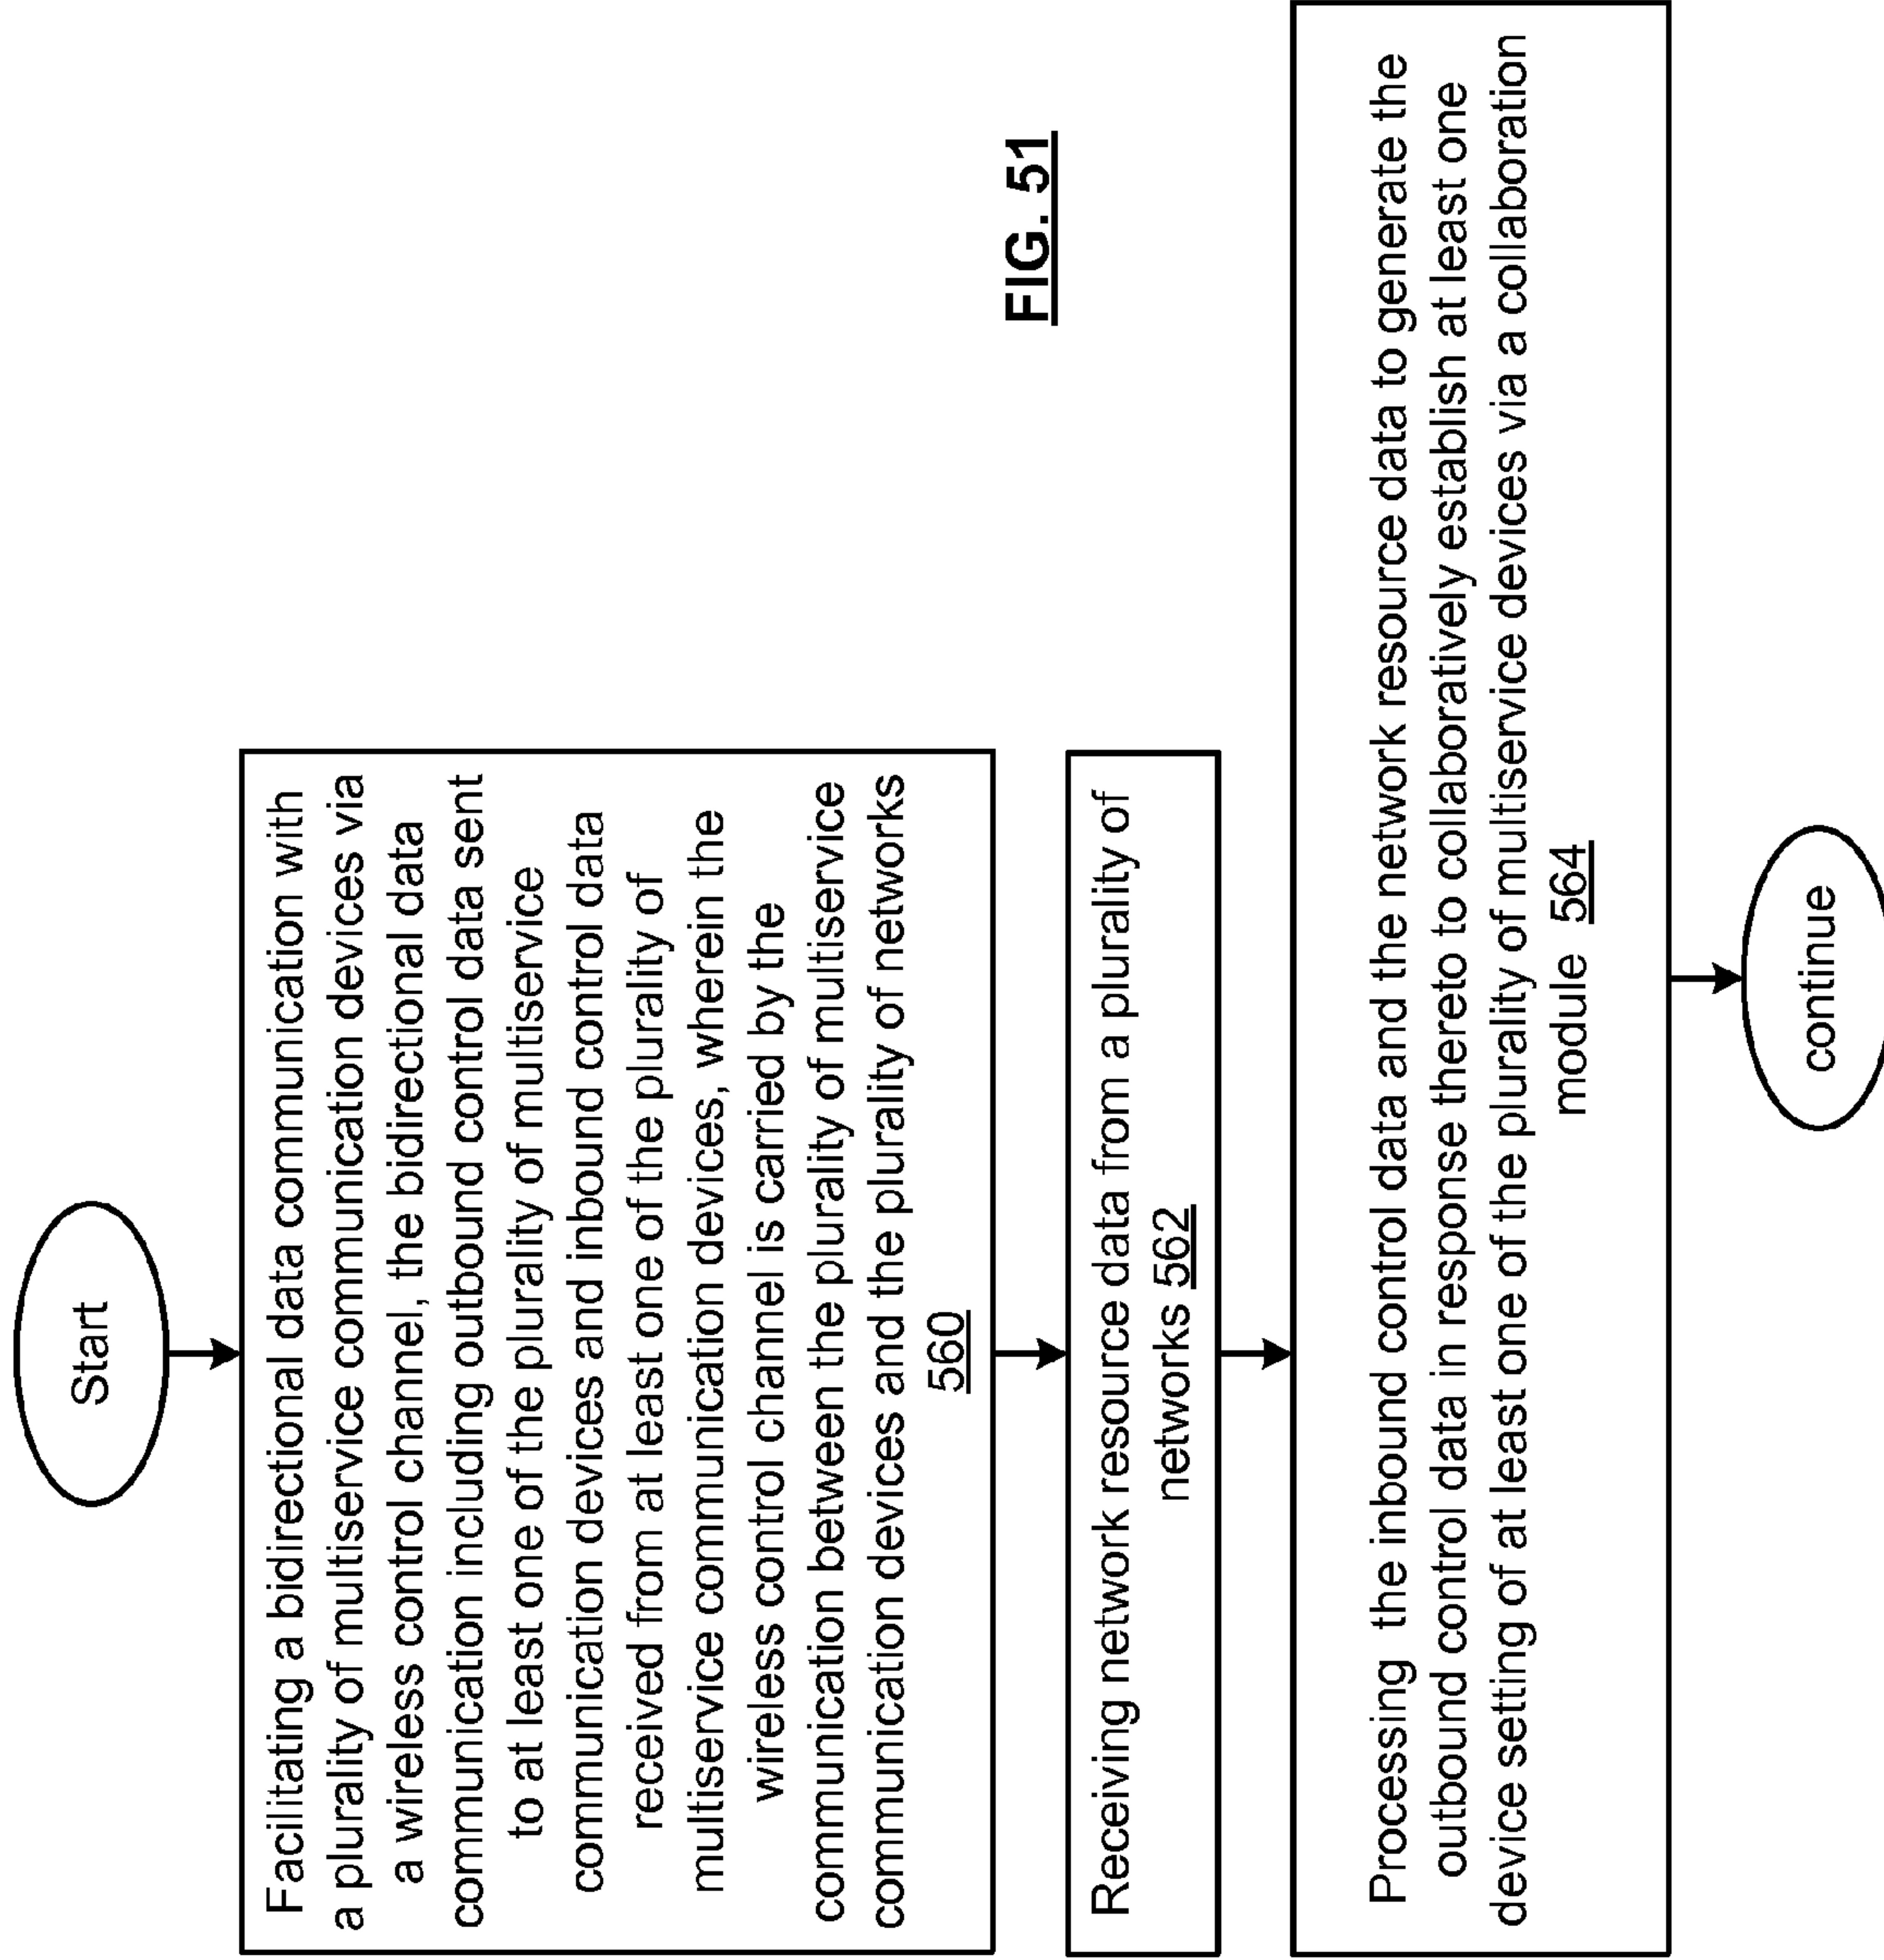 Start
Facilitating a bidirectional data communication with
a plurality of multiservice communication devices via
a wireless control channel, the bidirectional data
communication including outbound control data sent
to at least one of the plurality of multiservice
communication devices and inbound control data
received from at least one of the plurality of
multiservice communication devices, wherein the
wireless control channel is carried by the
communication between the plurality of multiservice
communication devices and the plurality of networks
560
Receiving network resource data from a plurality of
networks 562
Processing the inbound control data and the network resource data to generate the
outbound control data in response thereto to collaboratively establish at least one
device setting of at least one of the plurality of multiservice devices via a collaboration
module 564
continue
FIG. 51